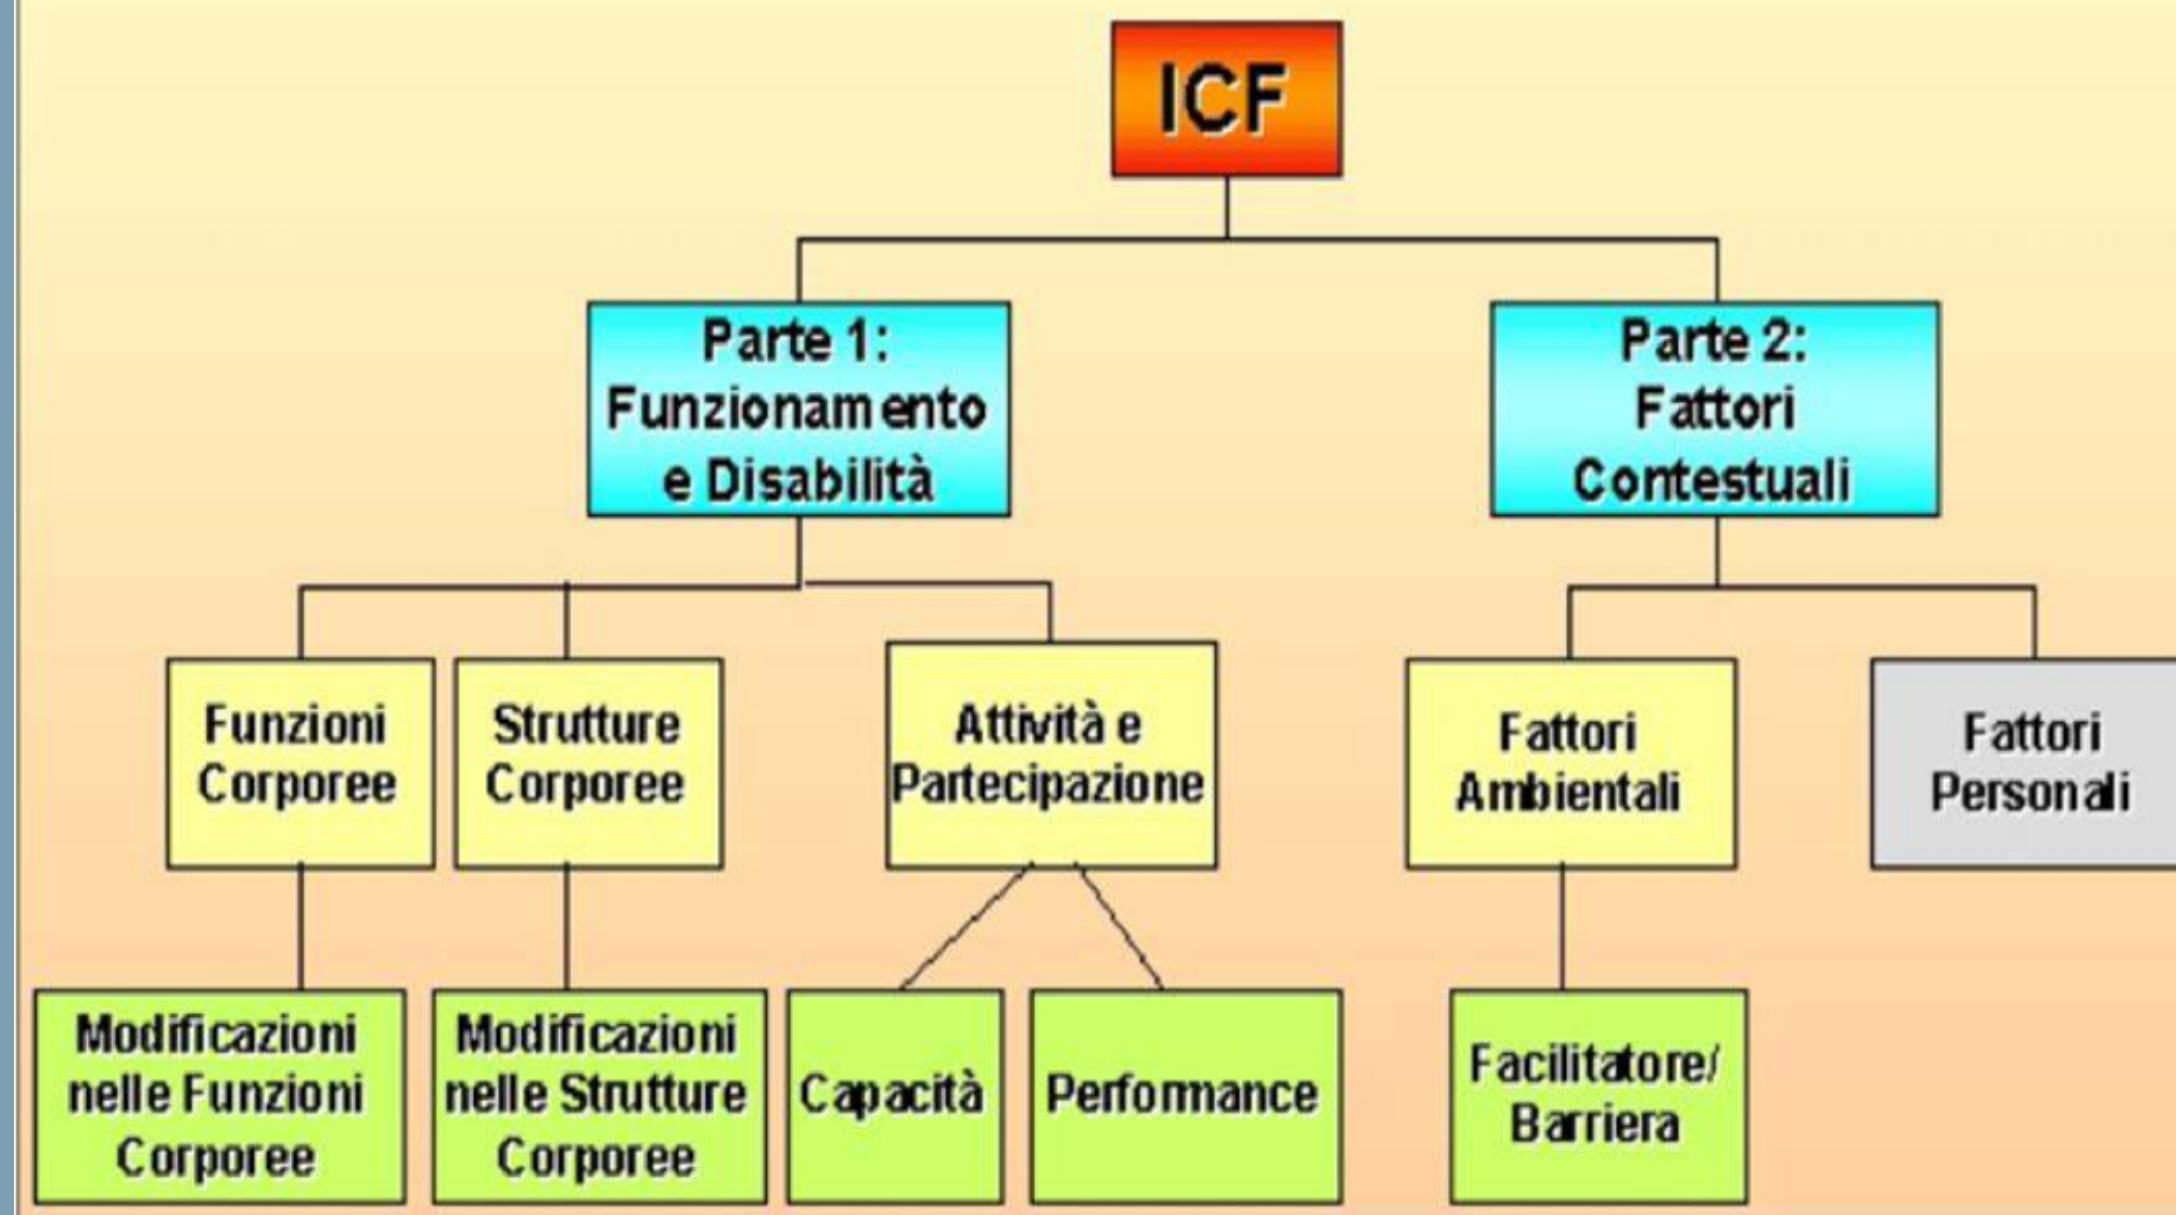 ICF
Parte 1:
Funzionamento
e Disabilità
Parte 2:
Fattori
Contestuali
Funzioni
Corporee
Strutture
Corporee
Attività e
Partecipazione
Fattori
Ambientali
Fattori
Personali
Modificazioni
nelle Funzioni
Corporee
Modificazioni
nelle Strutture
Corporee
Capacità
Performance
Facilitatore/
Barriera